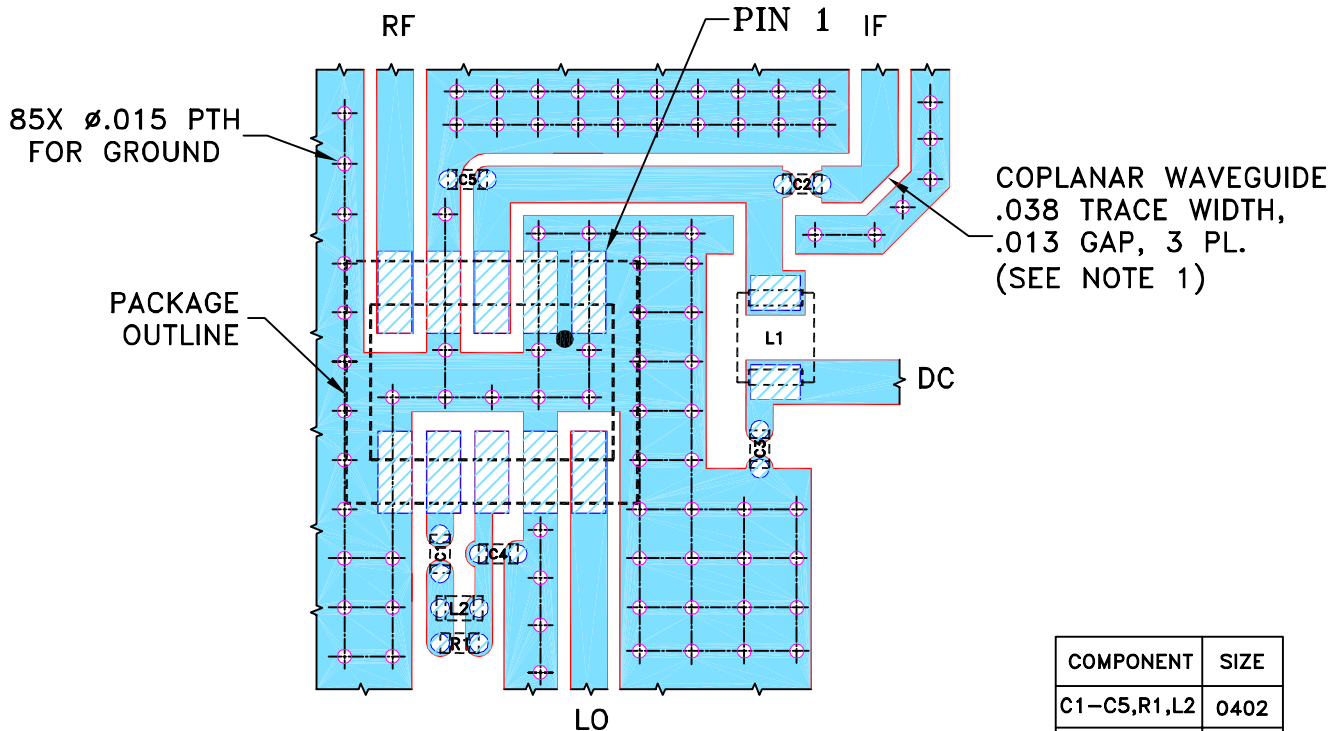 RF
PIN 1
IF
85X ø.015 PTH
FOR GROUND
C5
C2
COPLANAR WAVEGUIDE
.038 TRACE WIDTH,
.013 GAP, 3 PL.
(SEE NOTE 1)
PACKAGE
OUTLINE
L1
DC
C3
C1
C4
L2
R1
LO
COMPONENT SIZE
C1-C5,R1,L2 0402